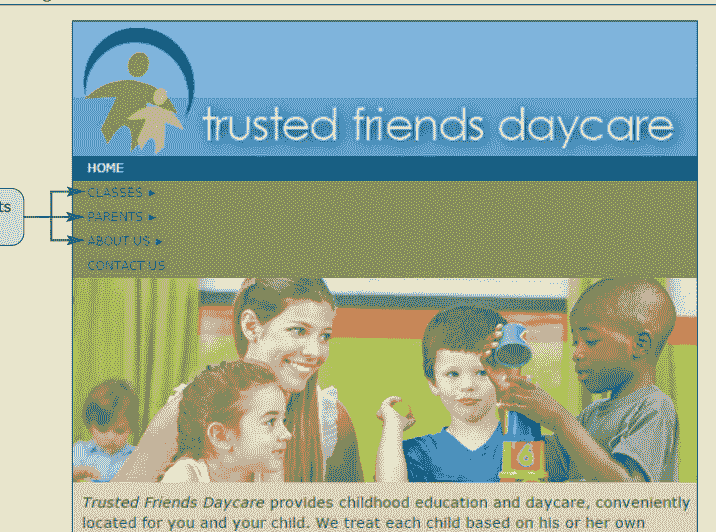 trusted friends daycare
HOME
CLASSES ▸
PARENTS ▸
ABOUT US ▸
CONTACT US
ts
6
Trusted Friends Daycare provides childhood education and daycare, conveniently
located for you and your child. We treat each child based on his or her own